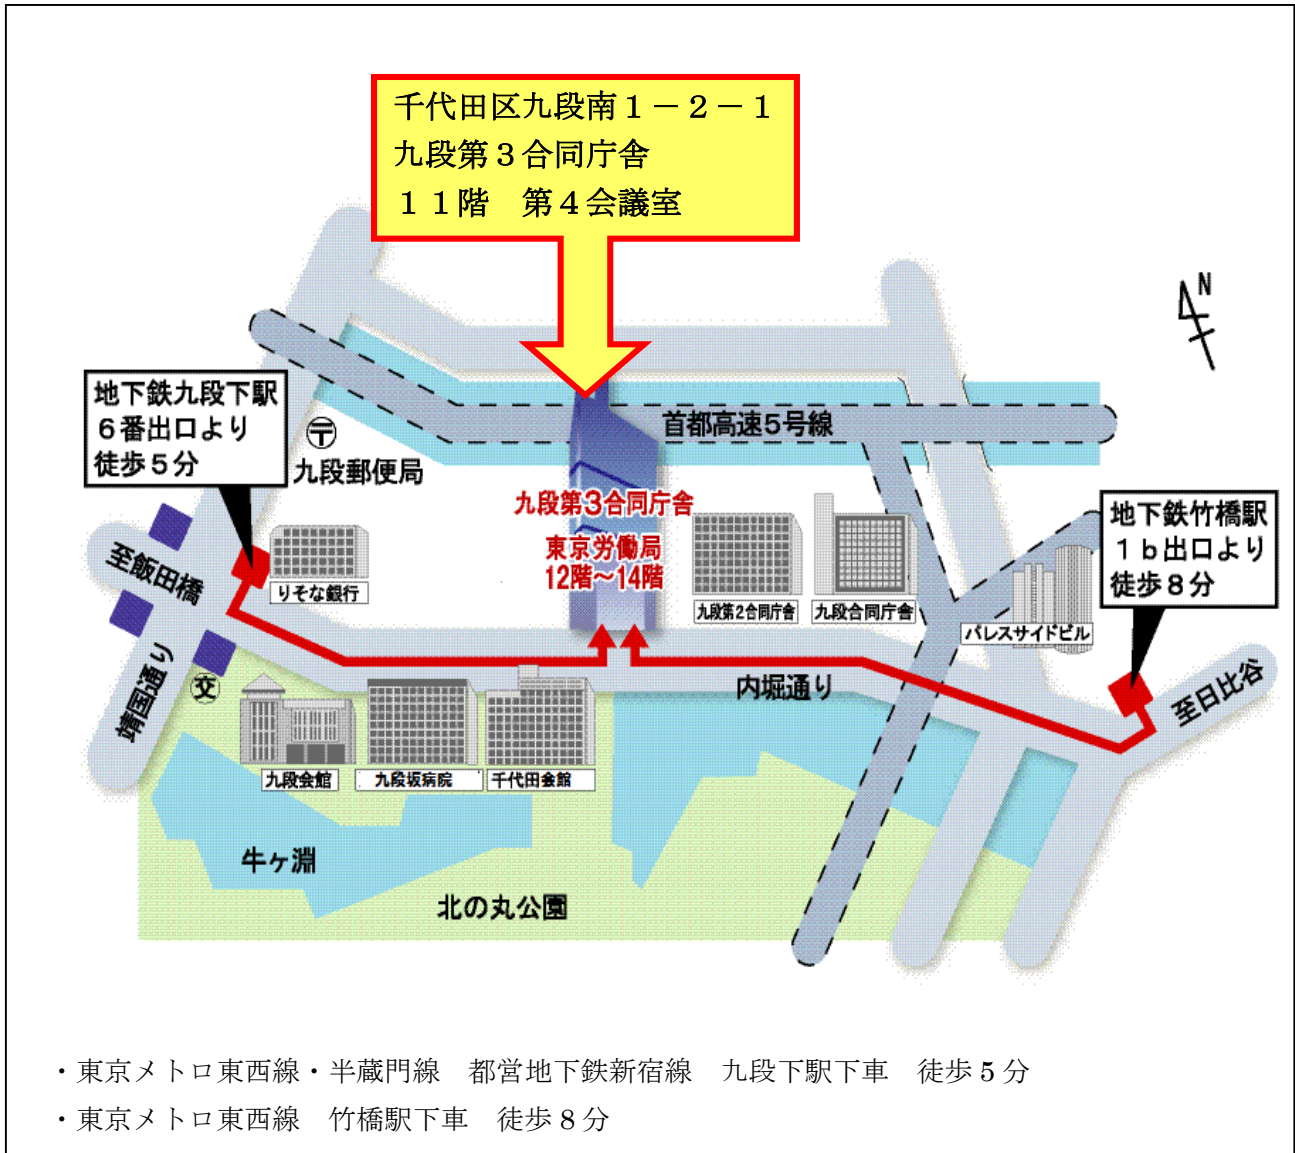 千代田区九段南１－２－１
九段第３合同庁舎
１１階　第４会議室
N
地下鉄九段下駅
６番出口より
徒歩５分
〒
九段郵便局
首都高速5号線
九段第3合同庁舎
東京労働局
12階～14階
地下鉄竹橋駅
１ｂ出口より
徒歩８分
至飯田橋
りそな銀行
九段第2合同庁舎
九段合同庁舎
パレスサイドビル
靖国通り
交
内堀通り
至日比谷
九段会館
九段坂病院
千代田会館
牛ヶ淵
北の丸公園
・東京メトロ東西線・半蔵門線　都営地下鉄新宿線　九段下駅下車　徒歩 5 分
・東京メトロ東西線　竹橋駅下車　徒歩 8 分